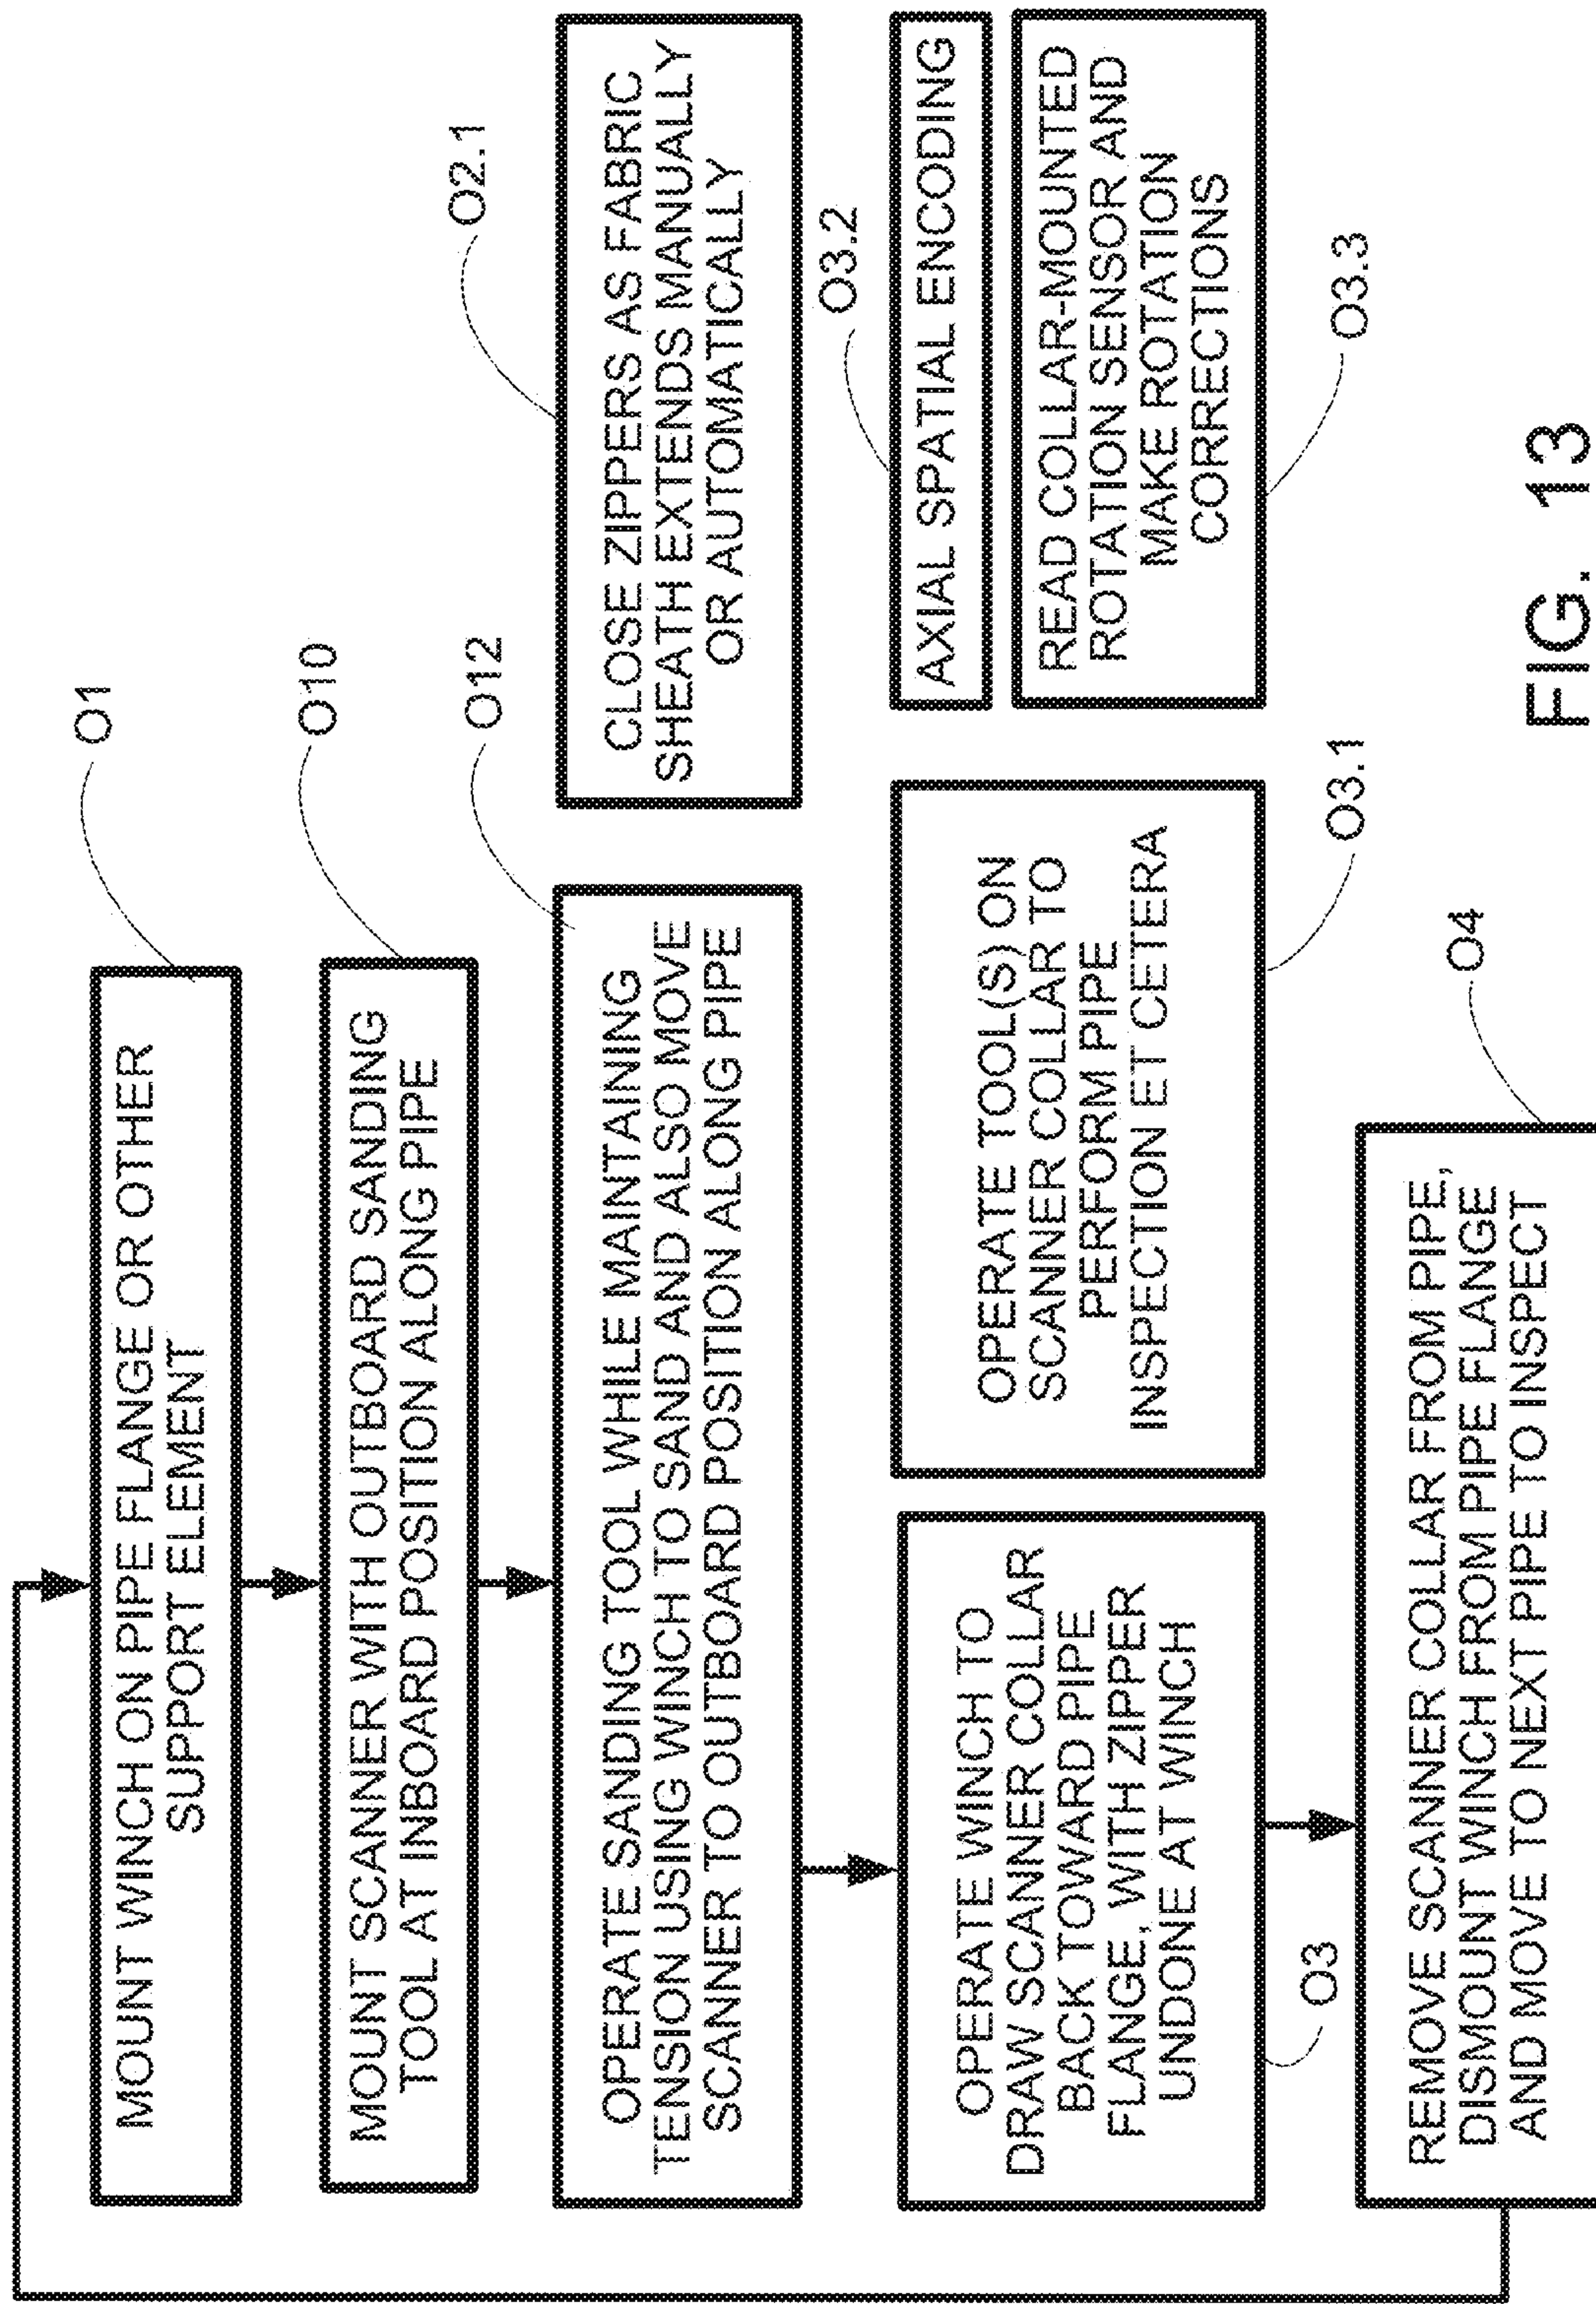 O1
MOUNT WINCH ON PIPE FLANGE OR OTHER
SUPPORT ELEMENT
O10
MOUNT SCANNER WITH OUTBOARD SANDING
TOOL AT INBOARD POSITION ALONG PIPE
O12
OPERATE SANDING TOOL WHILE MAINTAINING
TENSION USING WINCH TO SAND AND ALSO MOVE
SCANNER TO OUTBOARD POSITION ALONG PIPE
O2.1
CLOSE ZIPPERS AS FABRIC
SHEATH EXTENDS MANUALLY
OR AUTOMATICALLY
OPERATE WINCH TO
DRAW SCANNER COLLAR
BACK TOWARD PIPE
FLANGE, WITH ZIPPER
UNDONE AT WINCH
O3
OPERATE TOOL(S) ON
SCANNER COLLAR TO
PERFORM PIPE
INSPECTION ET CETERA
O3.1
O3.2
AXIAL SPATIAL ENCODING
READ COLLAR-MOUNTED
ROTATION SENSOR AND
MAKE ROTATION
CORRECTIONS
O3.3
O4
REMOVE SCANNER COLLAR FROM PIPE,
DISMOUNT WINCH FROM PIPE FLANGE
AND MOVE TO NEXT PIPE TO INSPECT
FIG. 13